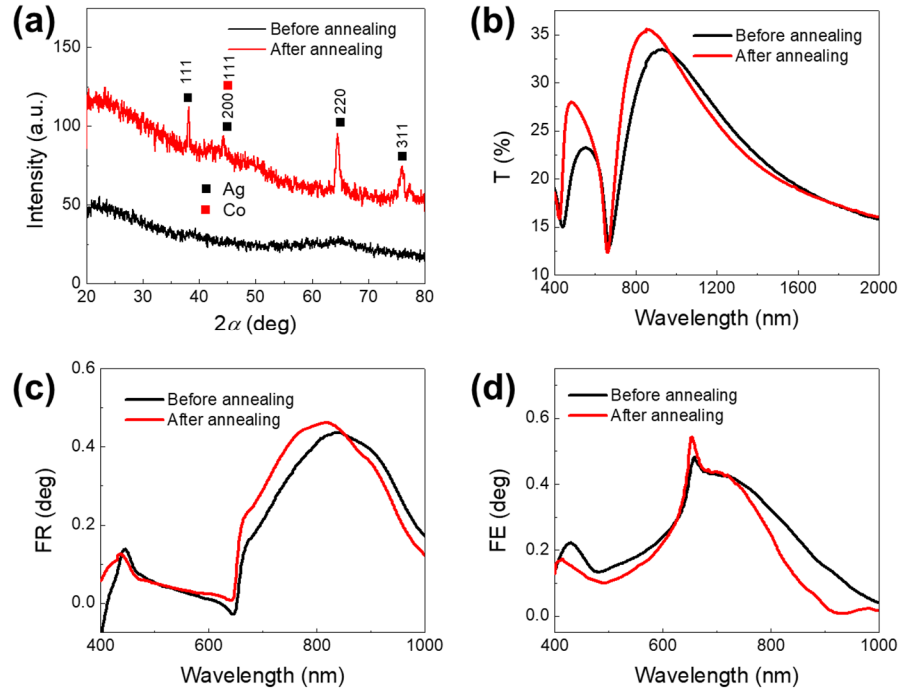 (a)
150
100
50
0
Intensity (a.u.)
Before annealing
After annealing
111
200
111
220
311
Ag
Co
20 30 40 50 60 70 80
2α (deg)
(b)
35
30
25
20
15
10
T (%)
Before annealing
After annealing
400 800 1200 1600 2000
Wavelength (nm)
(c)
0.6
0.4
0.2
0.0
FR (deg)
Before annealing
After annealing
400 600 800 1000
Wavelength (nm)
(d)
0.6
0.4
0.2
0.0
FE (deg)
Before annealing
After annealing
400 600 800 1000
Wavelength (nm)